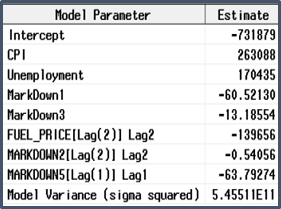 Model Parameter Estimate
Intercept -731879
CPI 263088
Unemployment 170435
MarkDown1 -60.52130
MarkDown3 -13.18554
FUEL_PRICE[Lag(2)] Lag2 -139656
MARKDOWN2[Lag(2)] Lag2 -0.54056
MARKDOWN5[Lag(1)] Lag1 -63.79274
Model Variance (sigma squared) 5.45511E11